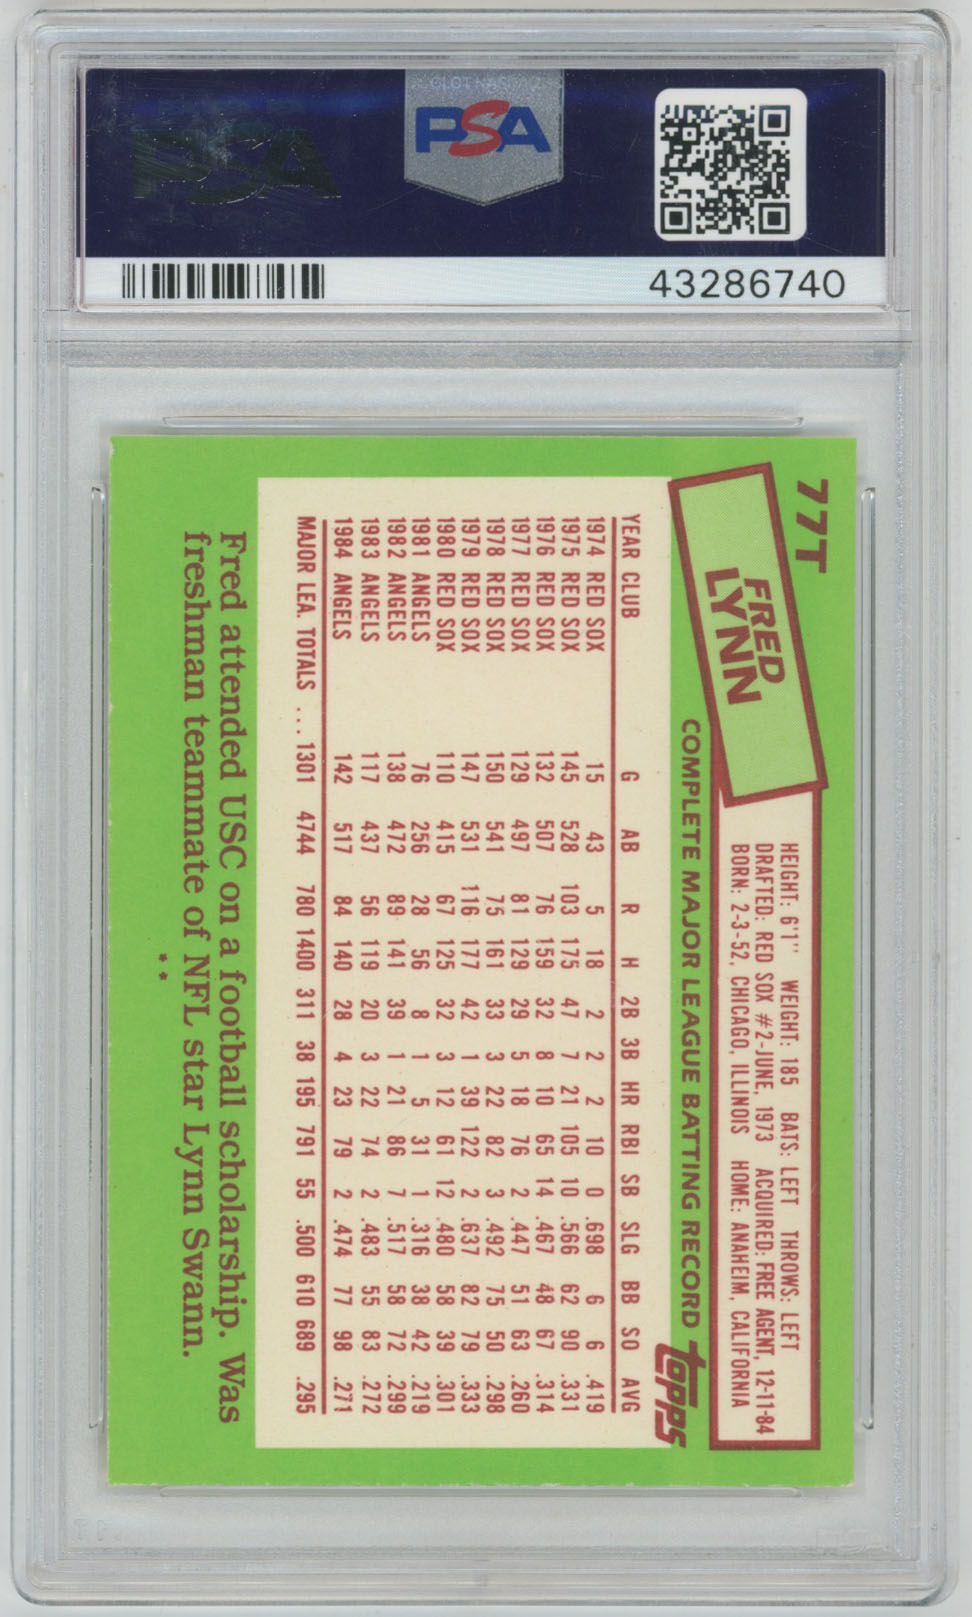 PSA
PSA
43286740
77T
FRED
LYNN
HEIGHT: 6'1'' WEIGHT: 185 BATS: LEFT THROWS: LEFT
DRAFTED: RED SOX #2-JUNE, 1973 ACQUIRED: FREE AGENT, 12-11-84
BORN: 2-3-52, CHICAGO, ILLINOIS HOME: ANAHEIM, CALIFORNIA
COMPLETE MAJOR LEAGUE BATTING RECORD
topps
YEAR CLUB G AB R H 2B 3B HR RBI SB SLG BB SO AVG
1974 RED SOX 15 43 5 18 2 2 2 10 0 .698 6 6 .419
1975 RED SOX 145 528 103 175 47 7 21 105 10 .566 62 90 .331
1976 RED SOX 132 507 76 159 32 8 10 65 14 .467 48 67 .314
1977 RED SOX 129 497 81 129 29 5 18 76 2 .447 51 63 .260
1978 RED SOX 150 541 75 161 33 3 22 82 3 .492 75 50 .298
1979 RED SOX 147 531 116 177 42 1 39 122 2 .637 82 79 .333
1980 RED SOX 110 415 67 125 32 3 12 61 12 .480 58 39 .301
1981 ANGELS 76 256 28 56 8 1 5 31 1 .316 38 42 .219
1982 ANGELS 138 472 89 141 39 1 21 86 7 .517 58 72 .299
1983 ANGELS 117 437 56 119 20 3 22 74 2 .483 55 83 .272
1984 ANGELS 142 517 84 140 28 4 23 79 2 .474 77 98 .271
MAJOR LEA. TOTALS ... 1301 4744 780 1400 311 38 195 791 55 .500 610 689 .295
Fred attended USC on a football scholarship. Was
freshman teammate of NFL star Lynn Swann.
**